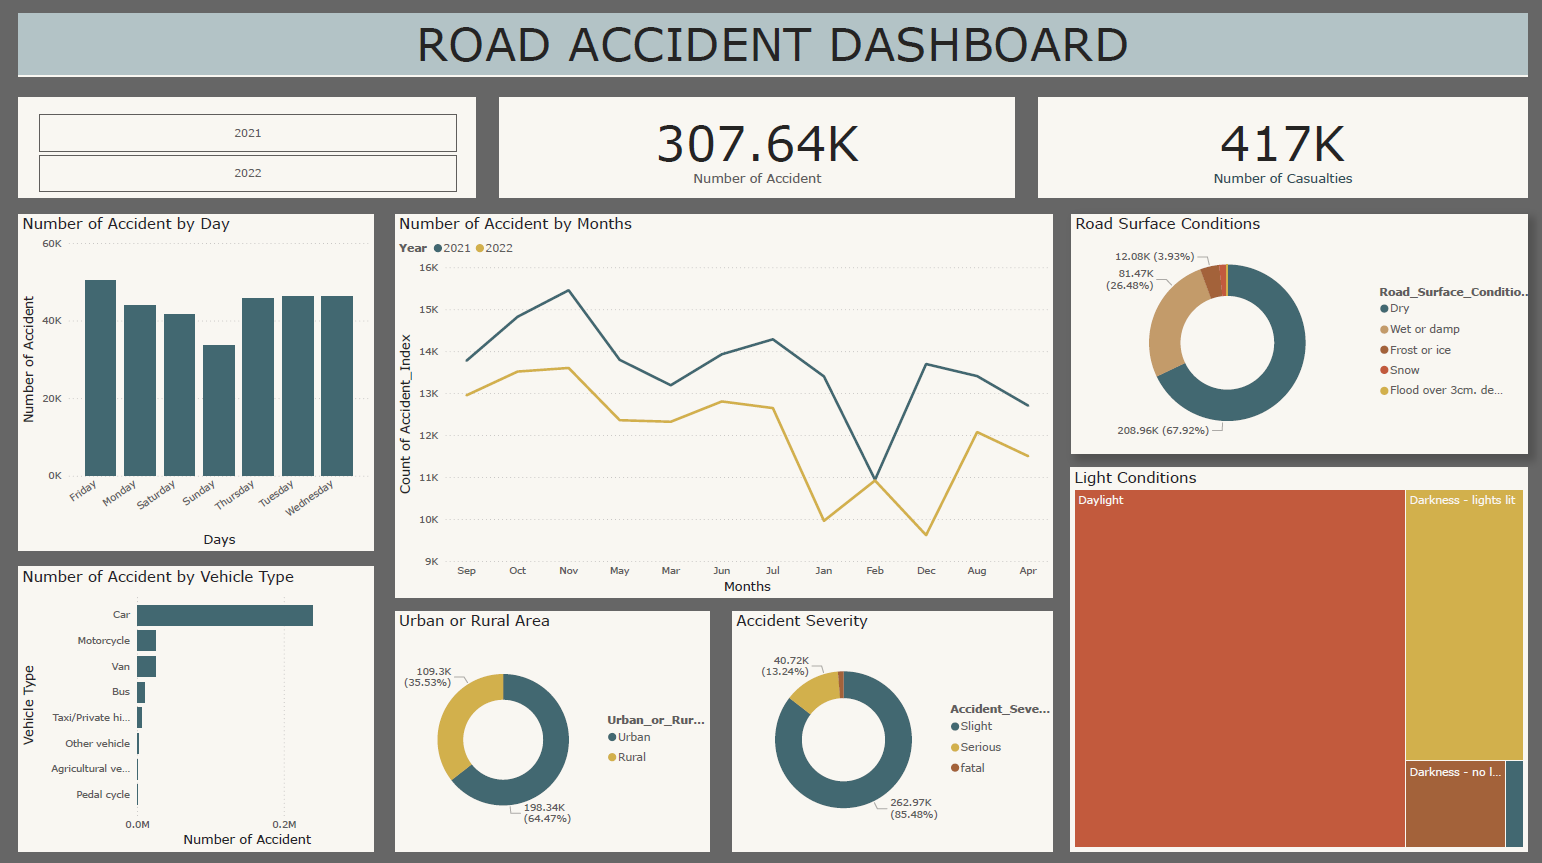 ROAD ACCIDENT DASHBOARD
2021
2022
307.64K
Number of Accident
417K
Number of Casualties
Number of Accident by Day
60K
40K
20K
0K
Number of Accident
Friday
Monday
Saturday
Sunday
Thursday
Tuesday
Wednesday
Days
Number of Accident by Months
Year 2021 2022
16K
15K
14K
13K
12K
11K
10K
9K
Count of Accident_Index
Sep Oct Nov May Mar Jun Jul Jan Feb Dec Aug Apr
Months
Road Surface Conditions
12.08K (3.93%)
81.47K
(26.48%)
208.96K (67.92%)
Road_Surface_Conditio...
Dry
Wet or damp
Frost or ice
Snow
Flood over 3cm. de...
Number of Accident by Vehicle Type
Vehicle Type
Car
Motorcycle
Van
Bus
Taxi/Private hi...
Other vehicle
Agricultural ve...
Pedal cycle
0.0M 0.2M
Number of Accident
Urban or Rural Area
109.3K
(35.53%)
198.34K
(64.47%)
Urban_or_Rur...
Urban
Rural
Accident Severity
40.72K
(13.24%)
262.97K
(85.48%)
Accident_Seve...
Slight
Serious
fatal
Light Conditions
Daylight
Darkness - lights lit
Darkness - no l...